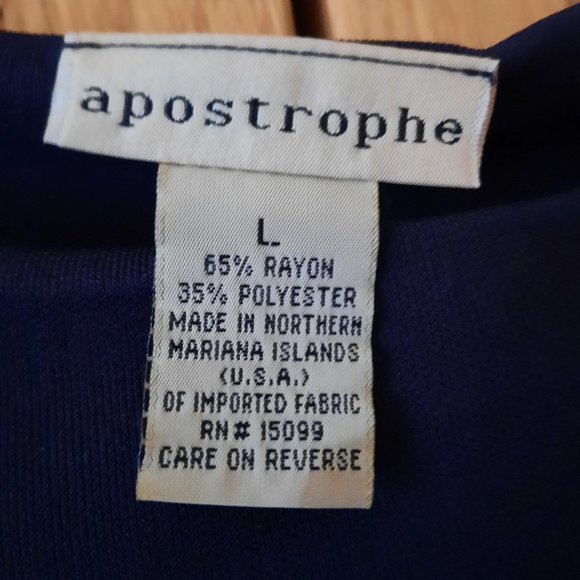 apostrophe
L
65% RAYON
35% POLYESTER
MADE IN NORTHERN
MARIANA ISLANDS
(U.S.A.)
OF IMPORTED FABRIC
RN# 15099
CARE ON REVERSE